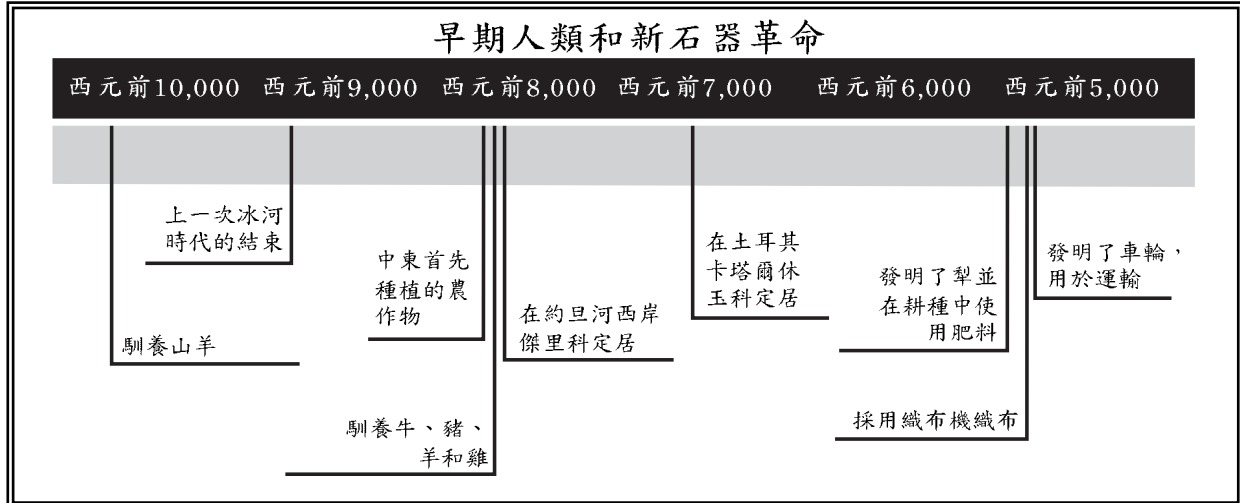 早期人類和新石器革命
西元前10,000 西元前9,000 西元前8,000 西元前7,000 西元前6,000 西元前5,000
上一次冰河
時代的結束
馴養山羊
中東首先
種植的農
作物
馴養牛、豬、
羊和雞
在約旦河西岸
傑里科定居
在土耳其
卡塔爾休
玉科定居
發明了犁並
在耕種中使
用肥料
採用織布機織布
發明了車輪，
用於運輸